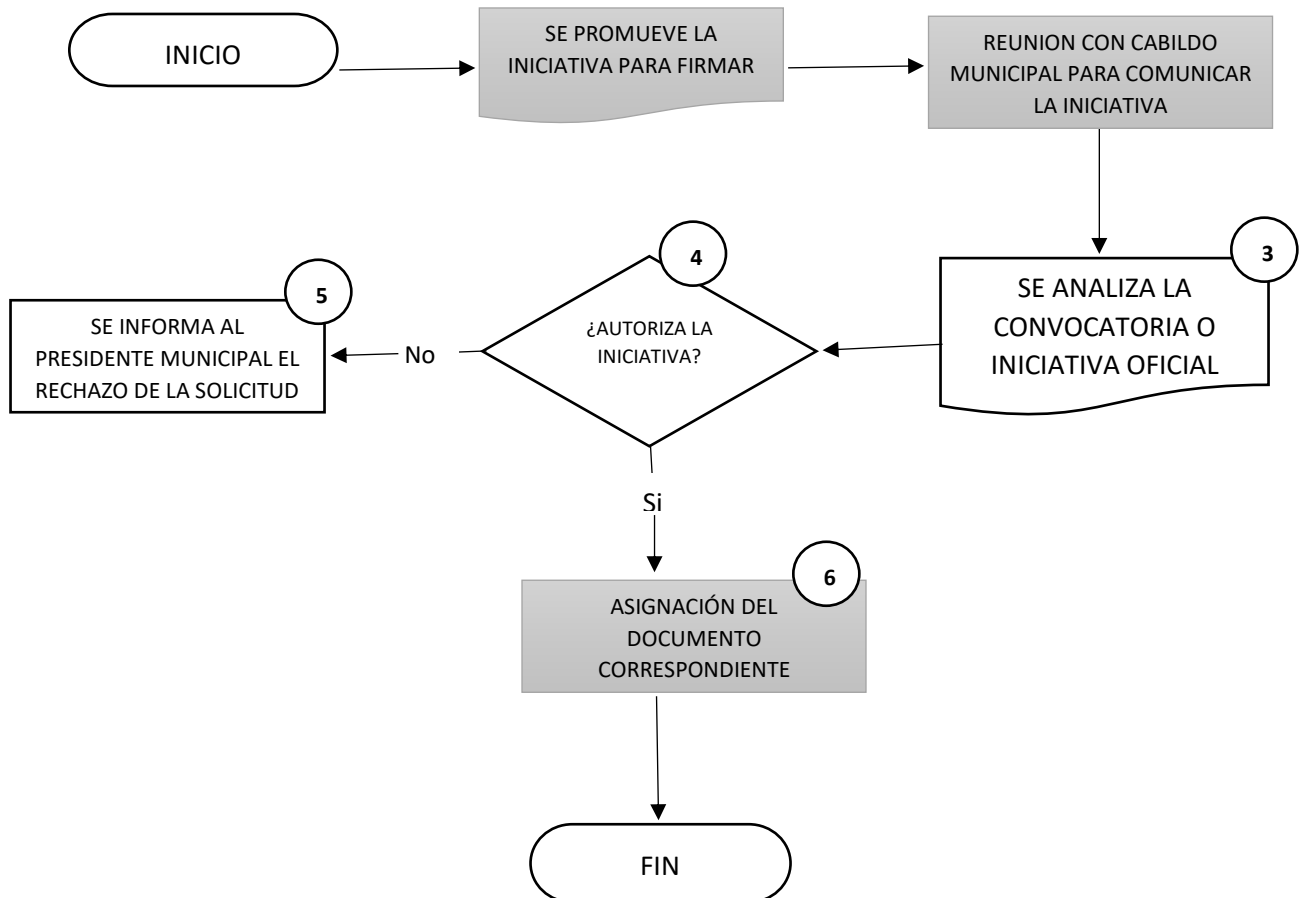 INICIO
SE PROMUEVE LA
INICIATIVA PARA FIRMAR
REUNION CON CABILDO
MUNICIPAL PARA COMUNICAR
LA INICIATIVA
3
SE ANALIZA LA
CONVOCATORIA O
INICIATIVA OFICIAL
4
¿AUTORIZA LA
INICIATIVA?
No
5
SE INFORMA AL
PRESIDENTE MUNICIPAL EL
RECHAZO DE LA SOLICITUD
Si
6
ASIGNACIÓN DEL
DOCUMENTO
CORRESPONDIENTE
FIN